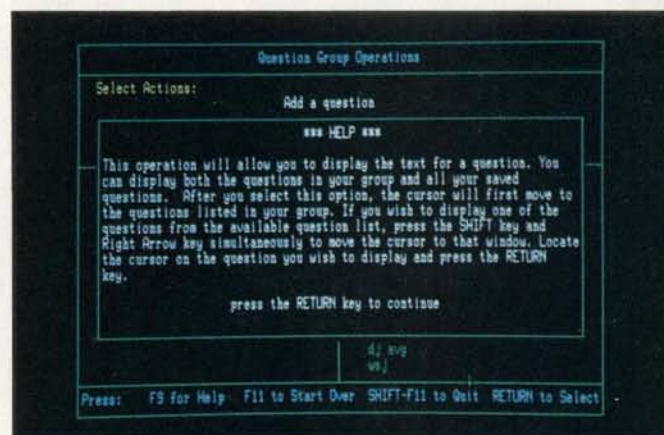 Question Group Operations
Select Actions:
Add a question
*** HELP ***
This operation will allow you to display the text for a question. You
can display both the questions in your group and all your saved
questions. After you select this option, the cursor will first move to
the questions listed in your group. If you wish to display one of the
questions from the available question list, press the SHIFT key and
Right Arrow key simultaneously to move the cursor to that window. Locate
the cursor on the question you wish to display and press the RETURN
key.
press the RETURN key to continue
dj avg
wsj
Press: F9 for Help F11 to Start Over SHIFT-F11 to Quit RETURN to Select